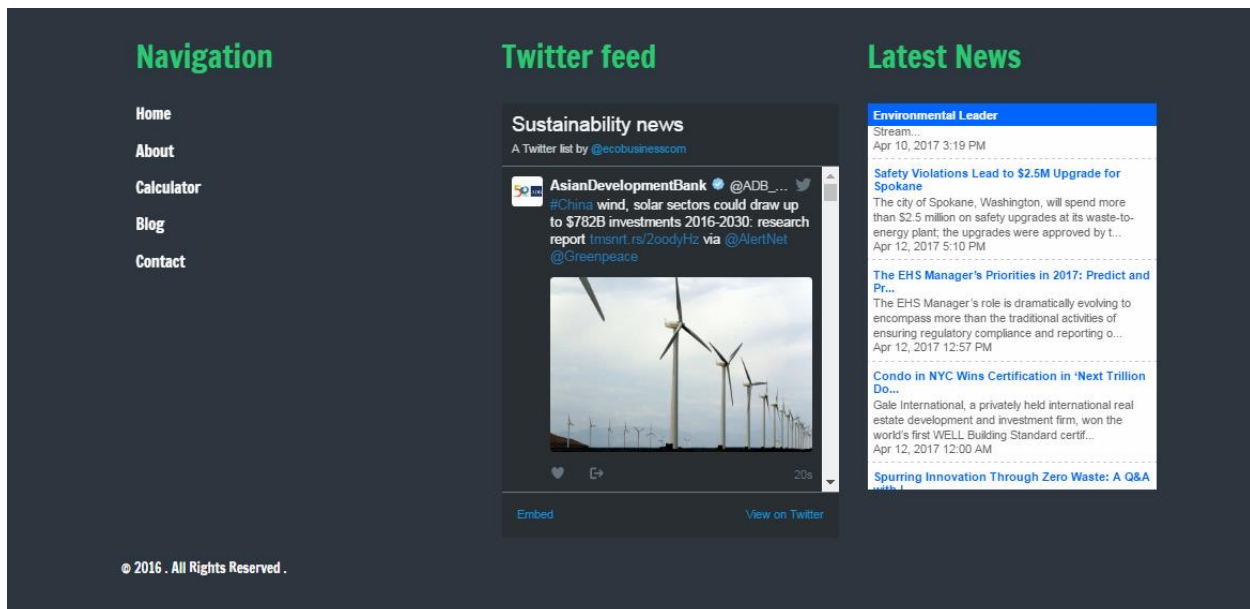 Navigation
Home
About
Calculator
Blog
Contact
Twitter feed
Sustainability news
A Twitter list by @ecobusinesscom
AsianDevelopmentBank @ADB_...
#China wind, solar sectors could draw up
to $782B investments 2016-2030: research
report tmsnrt.rs/2oodyHz via @AlertNet
@Greenpeace
20s
Embed
View on Twitter
Latest News
Environmental Leader
Stream...
Apr 10, 2017 3:19 PM
Safety Violations Lead to $2.5M Upgrade for
Spokane
The city of Spokane, Washington, will spend more
than $2.5 million on safety upgrades at its waste-to-
energy plant; the upgrades were approved by t...
Apr 12, 2017 5:10 PM
The EHS Manager's Priorities in 2017: Predict and
Pr...
The EHS Manager's role is dramatically evolving to
encompass more than the traditional activities of
ensuring regulatory compliance and reporting o...
Apr 12, 2017 12:57 PM
Condo in NYC Wins Certification in ‘Next Trillion
Do...
Gale International, a privately held international real
estate development and investment firm, won the
world's first WELL Building Standard certif...
Apr 12, 2017 12:00 AM
Spurring Innovation Through Zero Waste: A Q&A
© 2016 . All Rights Reserved .